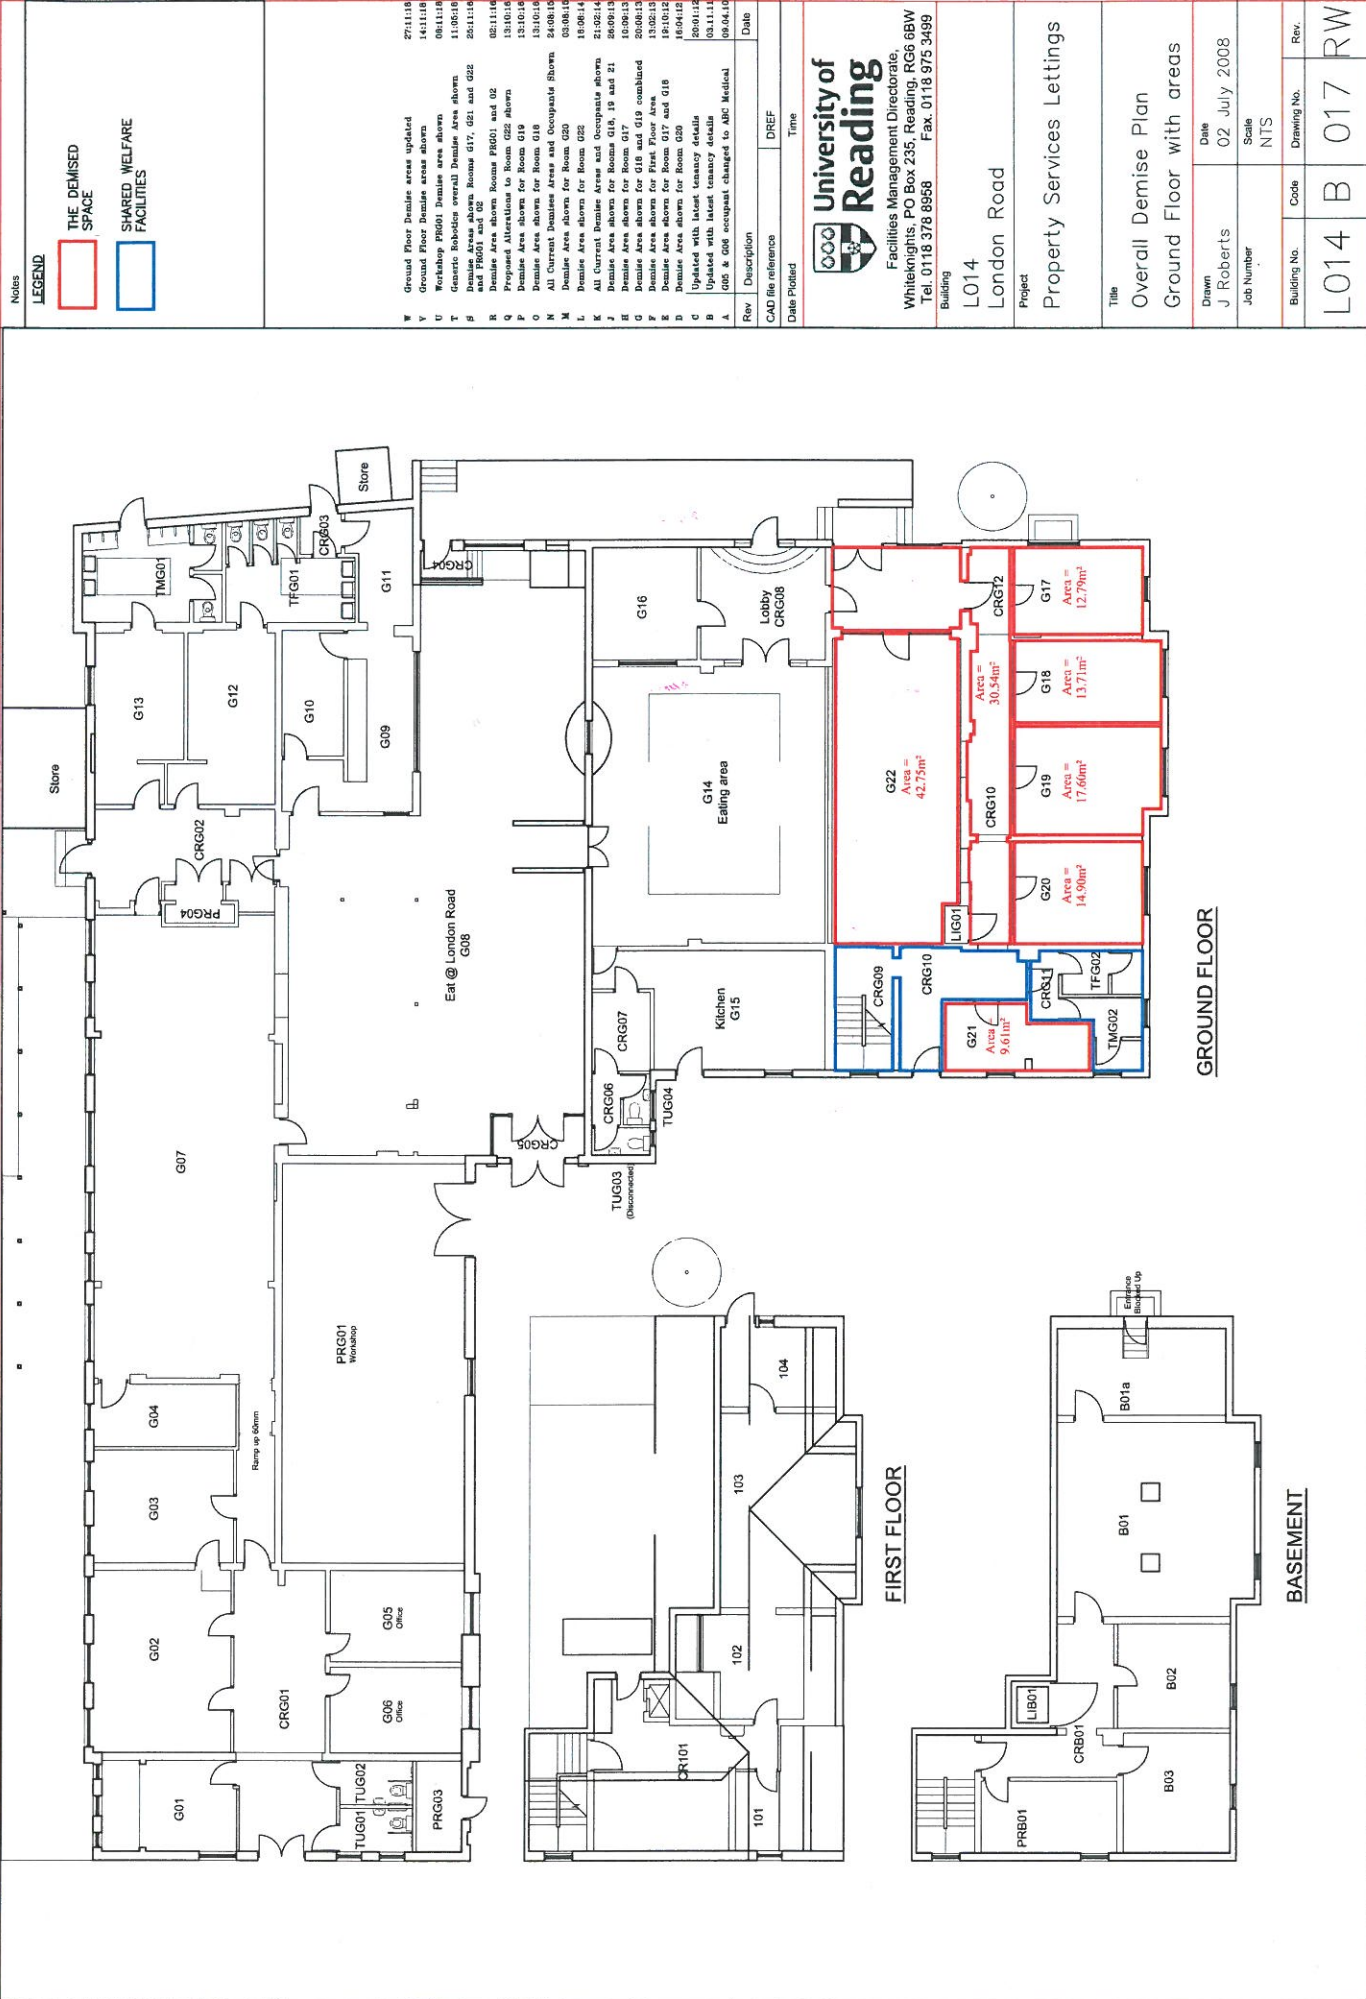 Notes
LEGEND
THE DEMISED
SPACE
SHARED WELFARE
FACILITIES
W Ground Floor Demise areas updated 27:11:18
V Ground Floor Demise areas shown 14:11:18
U Workshop PRG01 Demise area shown 08:11:18
T Generic Robotics overall Demise Area shown 11:05:18
S Demise Areas shown Rooms G17, G21 and G22 25:11:16
and PRG01 and 02
R Demise Area shown Rooms PRG01 and 02 02:11:16
Q Proposed Alterations to Room G22 shown 13:10:16
P Demise Area shown for Room G19 13:10:16
O Demise Area shown for Room G18 13:10:16
N All Current Demises Areas and Occupants Shown 24:08:15
M Demise Area shown for Room G20 03:08:15
L Demise Area shown for Room G22 18:08:14
K All Current Demise Areas and Occupants shown 21:02:14
J Demise Area shown for Rooms G18, 19 and 21 26:09:13
H Demise Area shown for Room G17 10:09:13
G Demise Area shown for G18 and G19 combined 20:08:13
F Demise Area shown for First Floor Area 13:02:13
E Demise Area shown for Room G17 and G18 19:10:12
D Demise Area shown for Room G20 16:04:12
C Updated with latest tenancy details 20:01:12
B Updated with latest tenancy details 03.11.11
A G05 & G06 occupant changed to ABC Medical 09.04.10
Rev Description Date
CAD file reference DREF
Date Plotted Time
University of
Reading
Facilities Management Directorate,
Whiteknights, PO Box 235, Reading, RG6 6BW
Tel. 0118 378 8958 Fax. 0118 975 3499
Building
L014
London Road
Project
Property Services Lettings
Title
Overall Demise Plan
Ground Floor with areas
Drawn
J Roberts
Date
02 July 2008
Job Number
Scale
NTS
Building No. Code Drawing No. Rev.
L014 B 017 RW
Store
Store
TMG01
TFG01
CRG03
G11
CRG04
G13
G12
G10
G09
CRG02
PRG04
G07
Eat @ London Road
G08
G16
Lobby
CRG08
G14
Eating area
Kitchen
G15
CRG07
CRG06
TUG04
TUG03
(Disconnected)
CRG05
G22
Area =
42.75m²
Area =
30.54m²
CRG12
CRG10
G17
Area =
12.79m²
G18
Area =
13.71m²
G19
Area =
17.60m²
G20
Area =
14.90m²
LIG01
CRG09
CRG10
CRG11
TFG02
TMG02
G21
Area =
9.61m²
GROUND FLOOR
PRG01
Workshop
G04
Ramp up 60mm
G03
G02
CRG01
G05
Office
G06
Office
G01
TUG02
TUG01
PRG03
104
103
102
CR101
101
FIRST FLOOR
Entrance
Blocked Up
B01a
B01
B02
LIB01
CRB01
B03
PRB01
BASEMENT